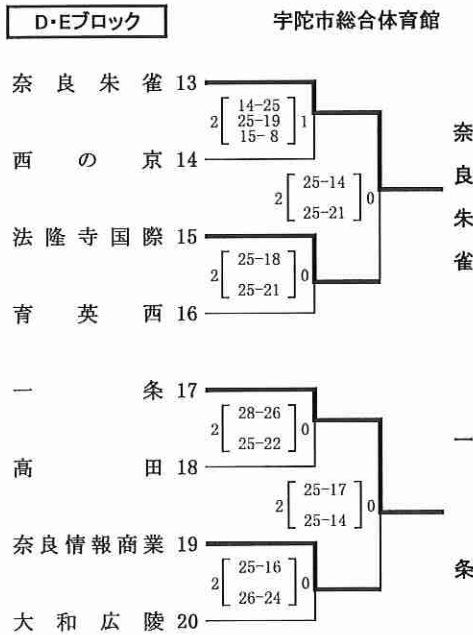 D・Eブロック
宇陀市総合体育館
奈良朱雀 13
2 [14-25 25-19 15-8] 1
西の京 14
2 [25-14 25-21] 0
奈良朱雀
法隆寺国際 15
2 [25-18 25-21] 0
育英西 16
一条 17
2 [28-26 25-22] 0
高田 18
2 [25-17 25-14] 0
一条
奈良情報商業 19
2 [25-16 26-24] 0
大和広陵 20